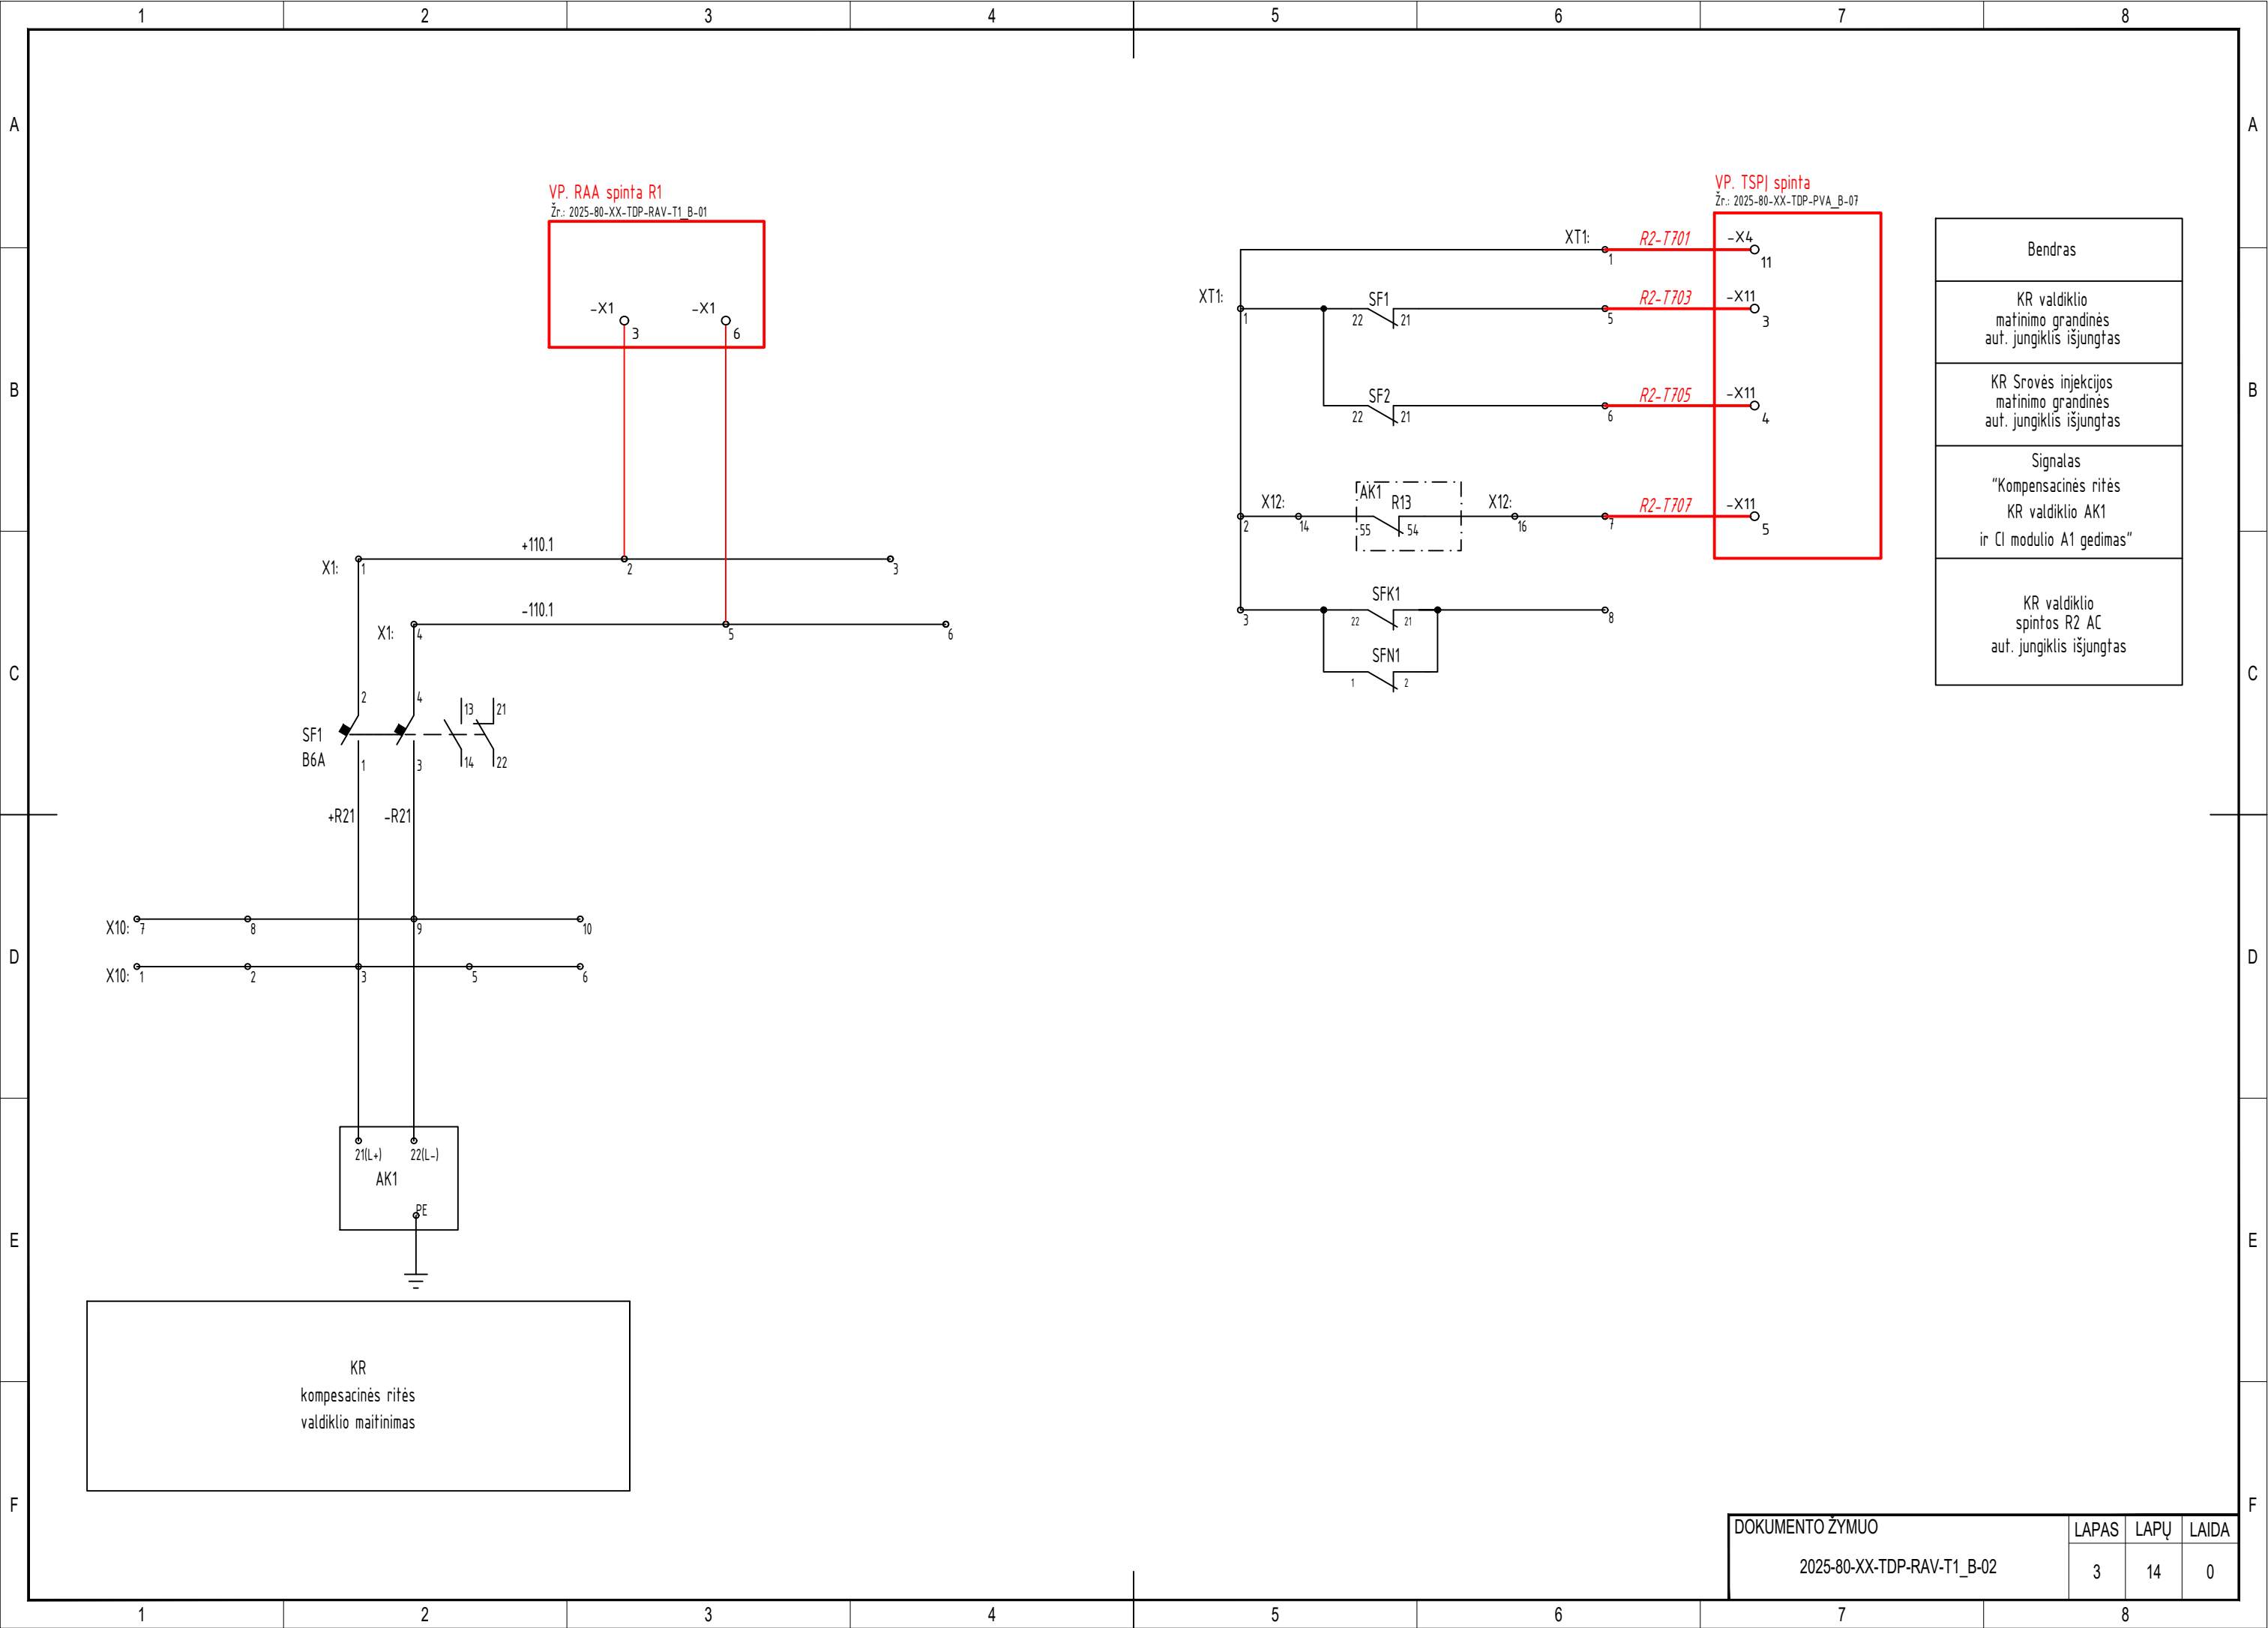 1 2 3 4 5 6 7 8
A A
B B
C C
D D
E E
F F
VP. RAA spinta R1
Žr.: 2025-80-XX-TDP-RAV-T1_B-01
-X1 -X1
3 6
+110.1
X1: 1 2 3
-110.1
X1: 4 5 6
2 4 13 21
SF1
B6A
1 3 14 22
+R21 -R21
X10: 7 8 9 10
X10: 1 2 3 5 6
21(L+) 22(L-)
AK1
PE
KR
kompesacinės ritės
valdiklio maitinimas
VP. TSPĮ spinta
Žr.: 2025-80-XX-TDP-PVA_B-07
XT1: R2-T701 -X4
1 11
XT1: SF1 R2-T703 -X11
1 22 21 5 3
SF2 R2-T705 -X11
22 21 6 4
X12: AK1 R13 X12: R2-T707 -X11
2 14 55 54 16 7 5
SFK1
3 22 21 8
SFN1
1 2
Bendras
KR valdiklio
matinimo grandinės
aut. jungiklis išjungtas
KR Srovės injekcijos
matinimo grandinės
aut. jungiklis išjungtas
Signalas
"Kompensacinės ritės
KR valdiklio AK1
ir CI modulio A1 gedimas"
KR valdiklio
spintos R2 AC
aut. jungiklis išjungtas
DOKUMENTO ŽYMUO LAPAS LAPŲ LAIDA
2025-80-XX-TDP-RAV-T1_B-02 3 14 0
1 2 3 4 5 6 7 8